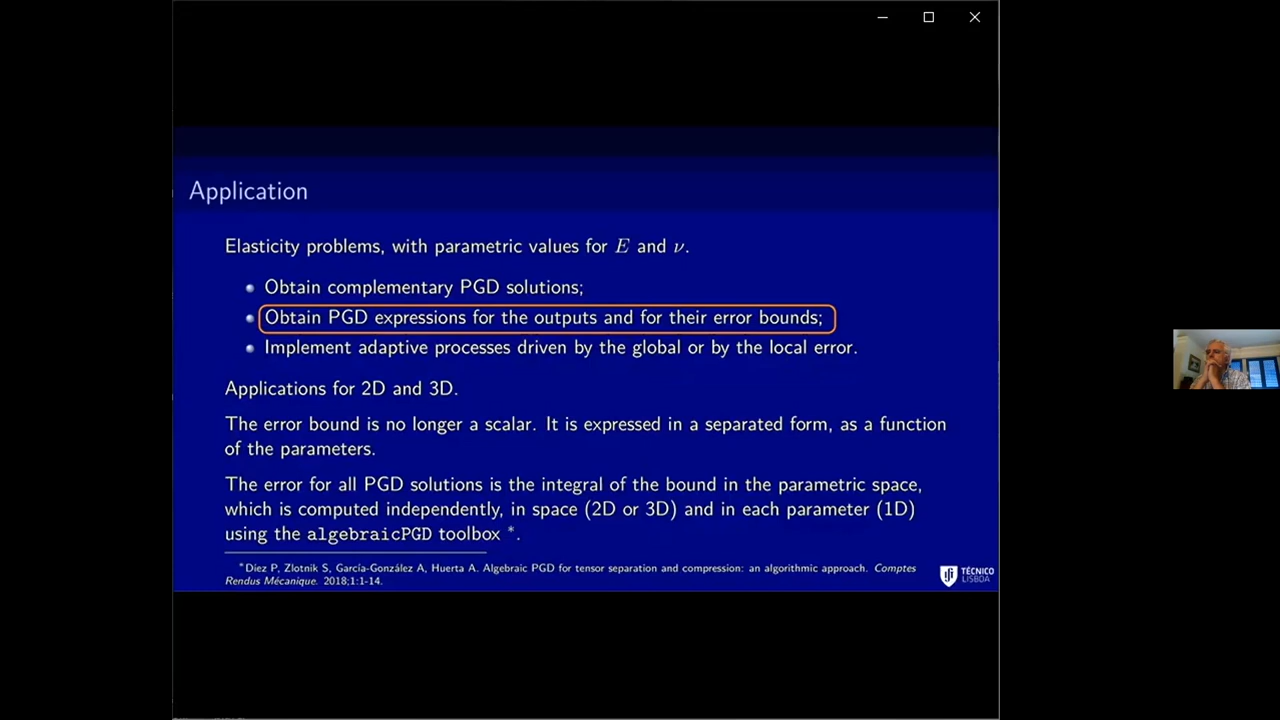 Application
Elasticity problems, with parametric values for E and ν.
Obtain complementary PGD solutions;
Obtain PGD expressions for the outputs and for their error bounds;
Implement adaptive processes driven by the global or by the local error.
Applications for 2D and 3D.
The error bound is no longer a scalar. It is expressed in a separated form, as a function
of the parameters.
The error for all PGD solutions is the integral of the bound in the parametric space,
which is computed independently, in space (2D or 3D) and in each parameter (1D)
using the algebraicPGD toolbox *.
*Díez P, Zlotnik S, García-González A, Huerta A. Algebraic PGD for tensor separation and compression: an algorithmic approach. Comptes
Rendus Mécanique. 2018;1:1-14.
TÉCNICO
LISBOA